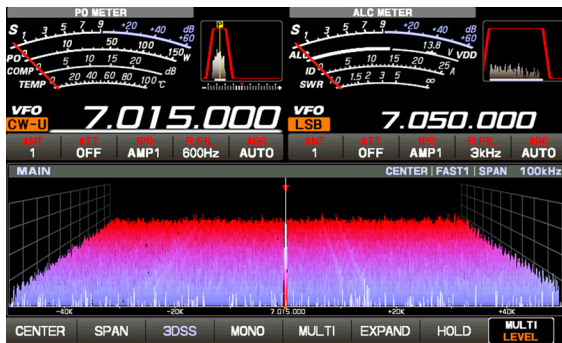 PO METER
ALC METER
S 1 3 5 7 9 +20 +40 +60 dB
S 1 3 5 7 9 +20 +40 +60 dB
PO 10 50 100 150 W
ALC 13.8 V VDD
COMP 5 10 15 20 dB
ID 5 10 15 20 25 A
TEMP 20 40 60 80 100 °C
SWR 1.0 1.5 2 3 5 ∞
P
VFO
CW-U
7.015.000
VFO
LSB
7.050.000
ANT ATT IPO R.FIL AGC
1 OFF AMP1 600Hz AUTO
ANT ATT IPO R.FIL AGC
1 OFF AMP1 3kHz AUTO
MAIN
CENTER | FAST1 | SPAN 100kHz
-40K -20K 7.015.000 +20K +40K
CENTER SPAN 3DSS MONO MULTI EXPAND HOLD MULTI
LEVEL